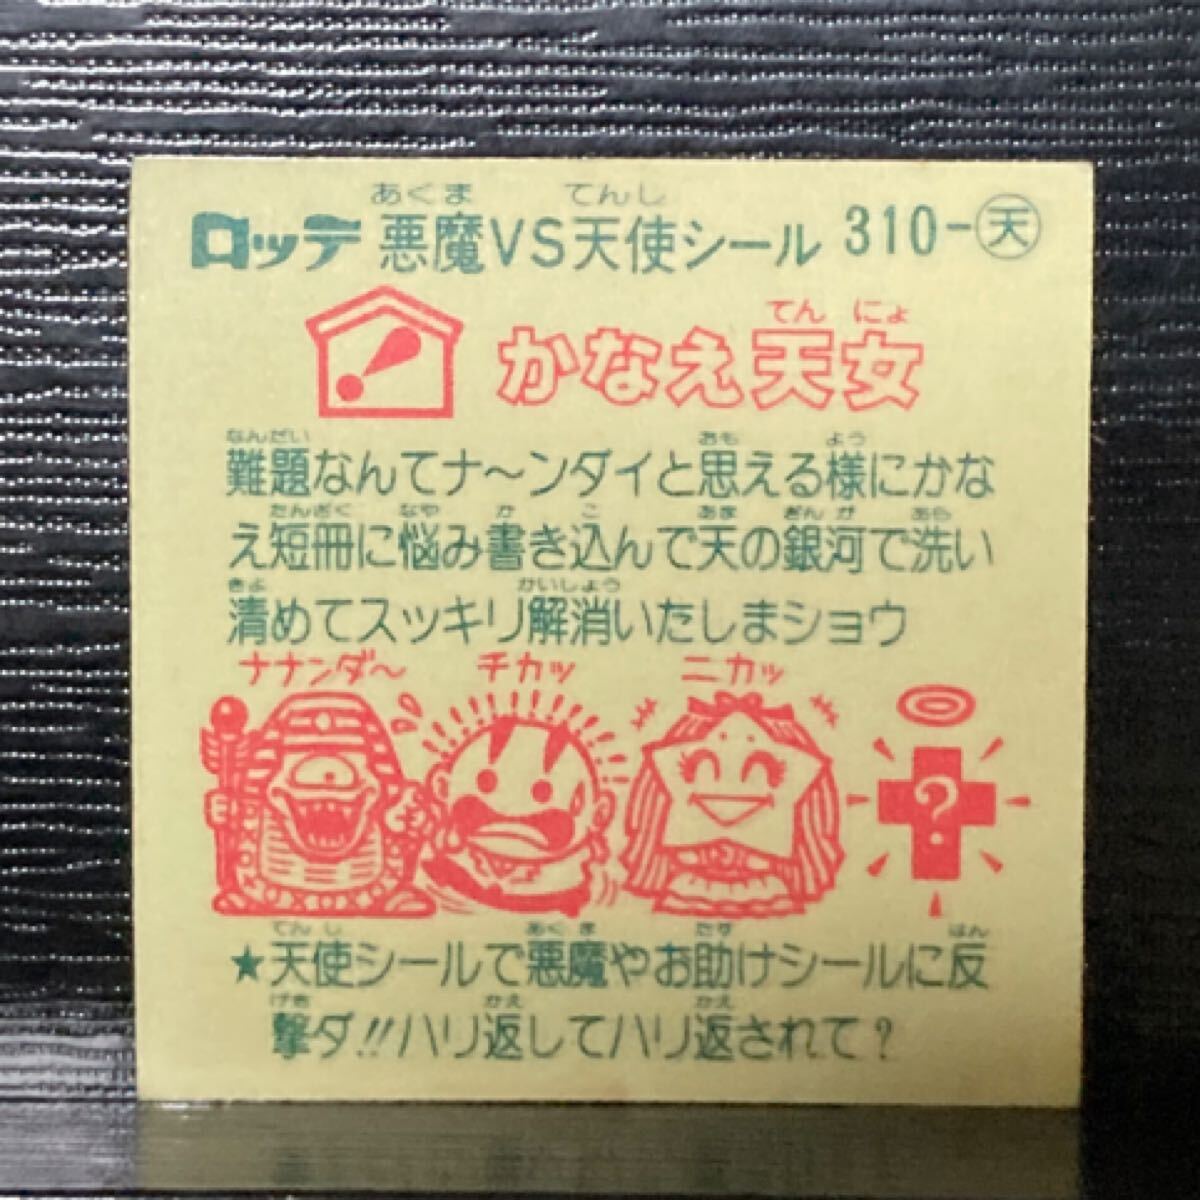 あくま てんし
ロッテ 悪魔VS天使シール 310-天
てん にょ
かなえ天女
なんだい おも よう
難題なんてナ〜ンダイと思える様にかな
たんざく なや か こ あま ぎんが あら
え短冊に悩み書き込んで天の銀河で洗い
きよ かいしょう
清めてスッキリ解消いたしまショウ
ナナンダ〜 チカッ ニカッ
?
てんし あくま たす はん
★天使シールで悪魔やお助けシールに反
げき かえ かえ
撃ダ!!ハリ返してハリ返されて?